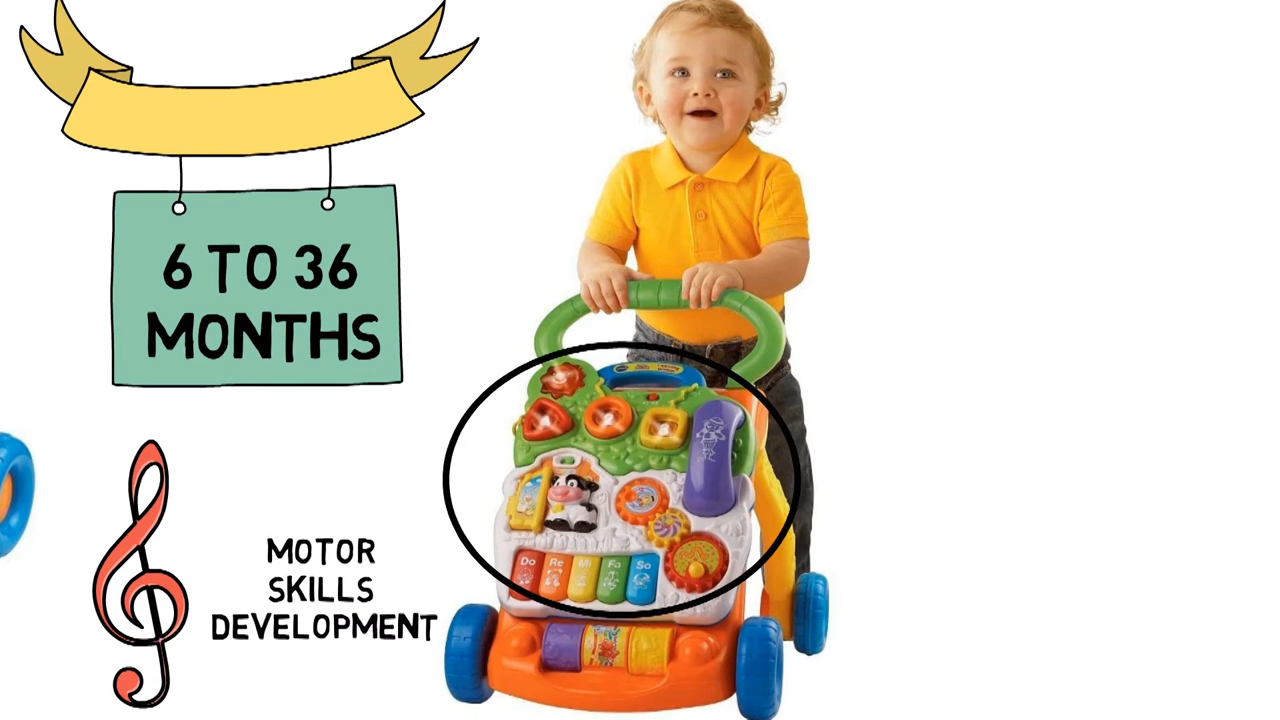 6 TO 36
MONTHS
MOTOR
SKILLS
DEVELOPMENT
Do Re Mi Fa So